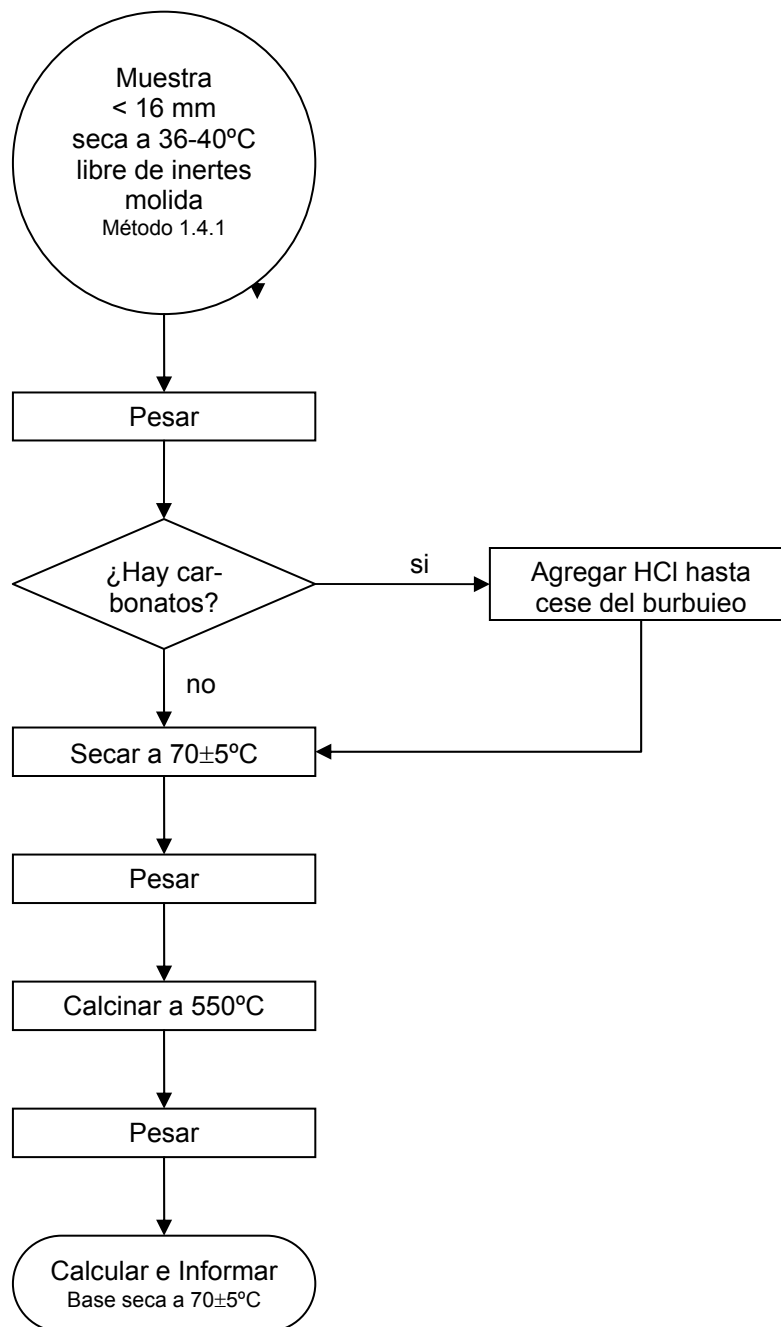 Muestra
< 16 mm
seca a 36-40ºC
libre de inertes
molida
Método 1.4.1
Pesar
¿Hay car-
bonatos?
si
Agregar HCl hasta
cese del burbuieo
no
Secar a 70±5ºC
Pesar
Calcinar a 550ºC
Pesar
Calcular e Informar
Base seca a 70±5ºC